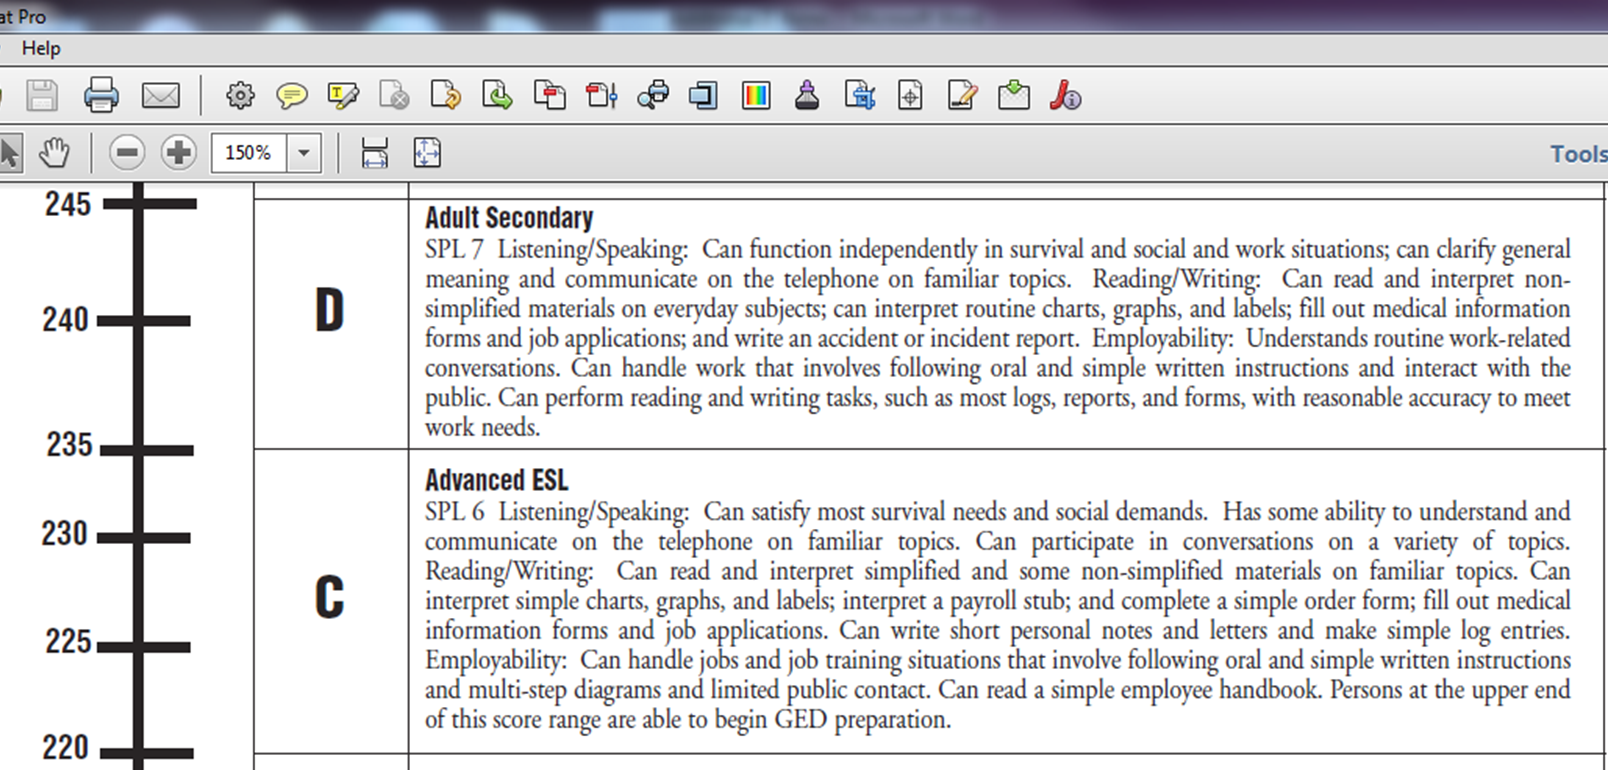 at Pro
Help
150%
Tools
245
Adult Secondary
SPL 7 Listening/Speaking: Can function independently in survival and social and work situations; can clarify general
meaning and communicate on the telephone on familiar topics. Reading/Writing: Can read and interpret non-
simplified materials on everyday subjects; can interpret routine charts, graphs, and labels; fill out medical information
forms and job applications; and write an accident or incident report. Employability: Understands routine work-related
conversations. Can handle work that involves following oral and simple written instructions and interact with the
public. Can perform reading and writing tasks, such as most logs, reports, and forms, with reasonable accuracy to meet
work needs.
D
240
235
Advanced ESL
SPL 6 Listening/Speaking: Can satisfy most survival needs and social demands. Has some ability to understand and
communicate on the telephone on familiar topics. Can participate in conversations on a variety of topics.
Reading/Writing: Can read and interpret simplified and some non-simplified materials on familiar topics. Can
interpret simple charts, graphs, and labels; interpret a payroll stub; and complete a simple order form; fill out medical
information forms and job applications. Can write short personal notes and letters and make simple log entries.
Employability: Can handle jobs and job training situations that involve following oral and simple written instructions
and multi-step diagrams and limited public contact. Can read a simple employee handbook. Persons at the upper end
of this score range are able to begin GED preparation.
C
230
225
220